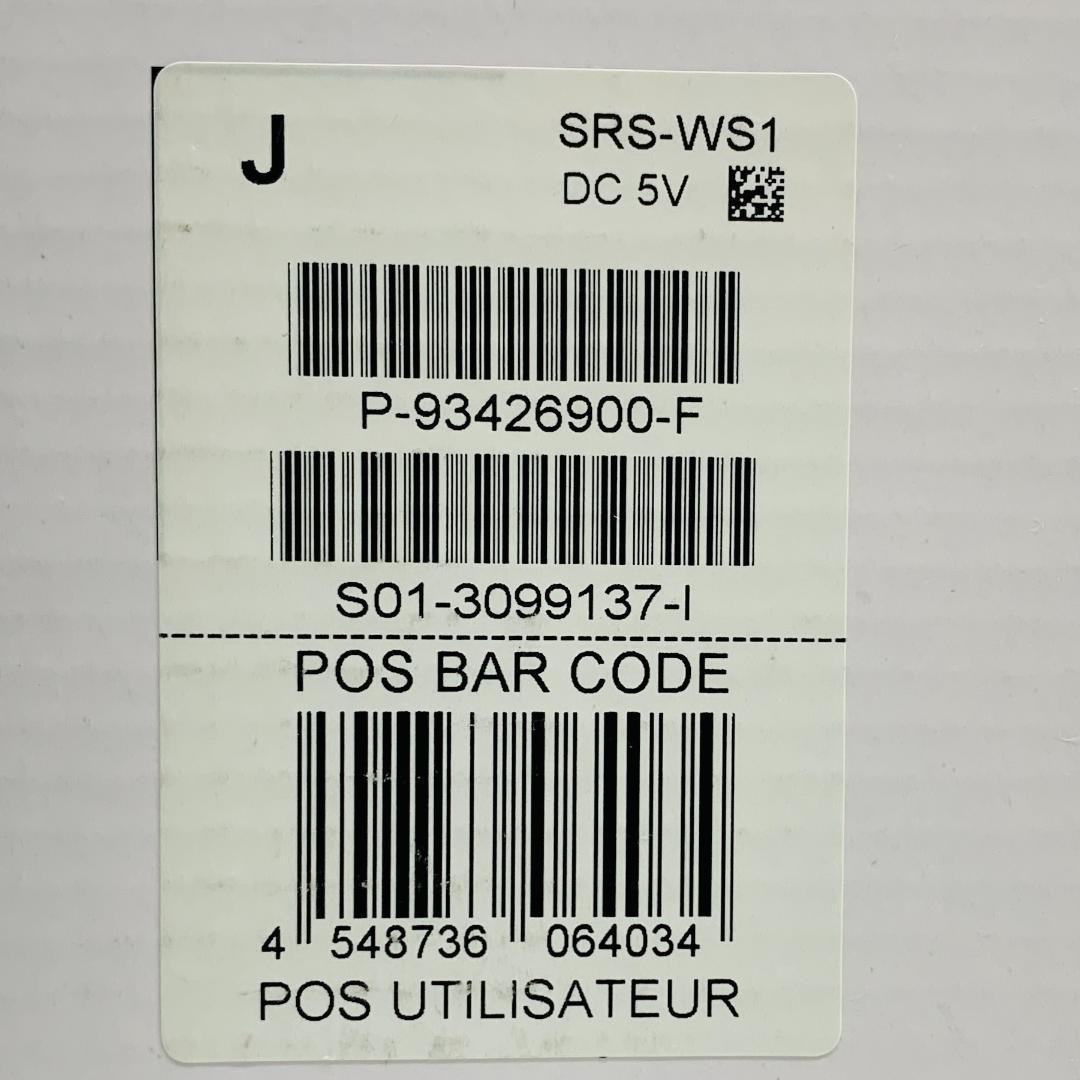 J
SRS-WS1
DC 5V
P-93426900-F
S01-3099137-I
POS BAR CODE
4 548736 064034
POS UTILISATEUR